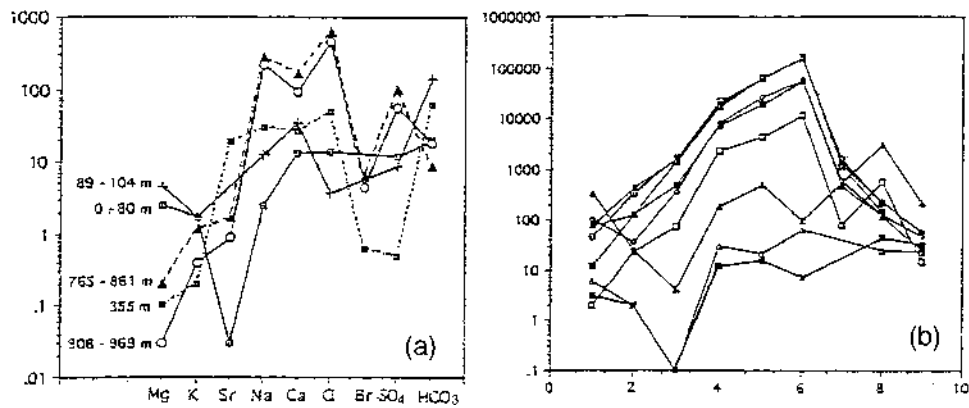 1000
100
10
1
.1
.01
89 - 104 m
0 - 80 m
765 - 861 m
355 m
906 - 969 m
(a)
Mg K Sr Na Ca Cl Br SO4 HCO3
1000000
100000
10000
1000
100
10
1
.1
(b)
0 2 4 6 8 10